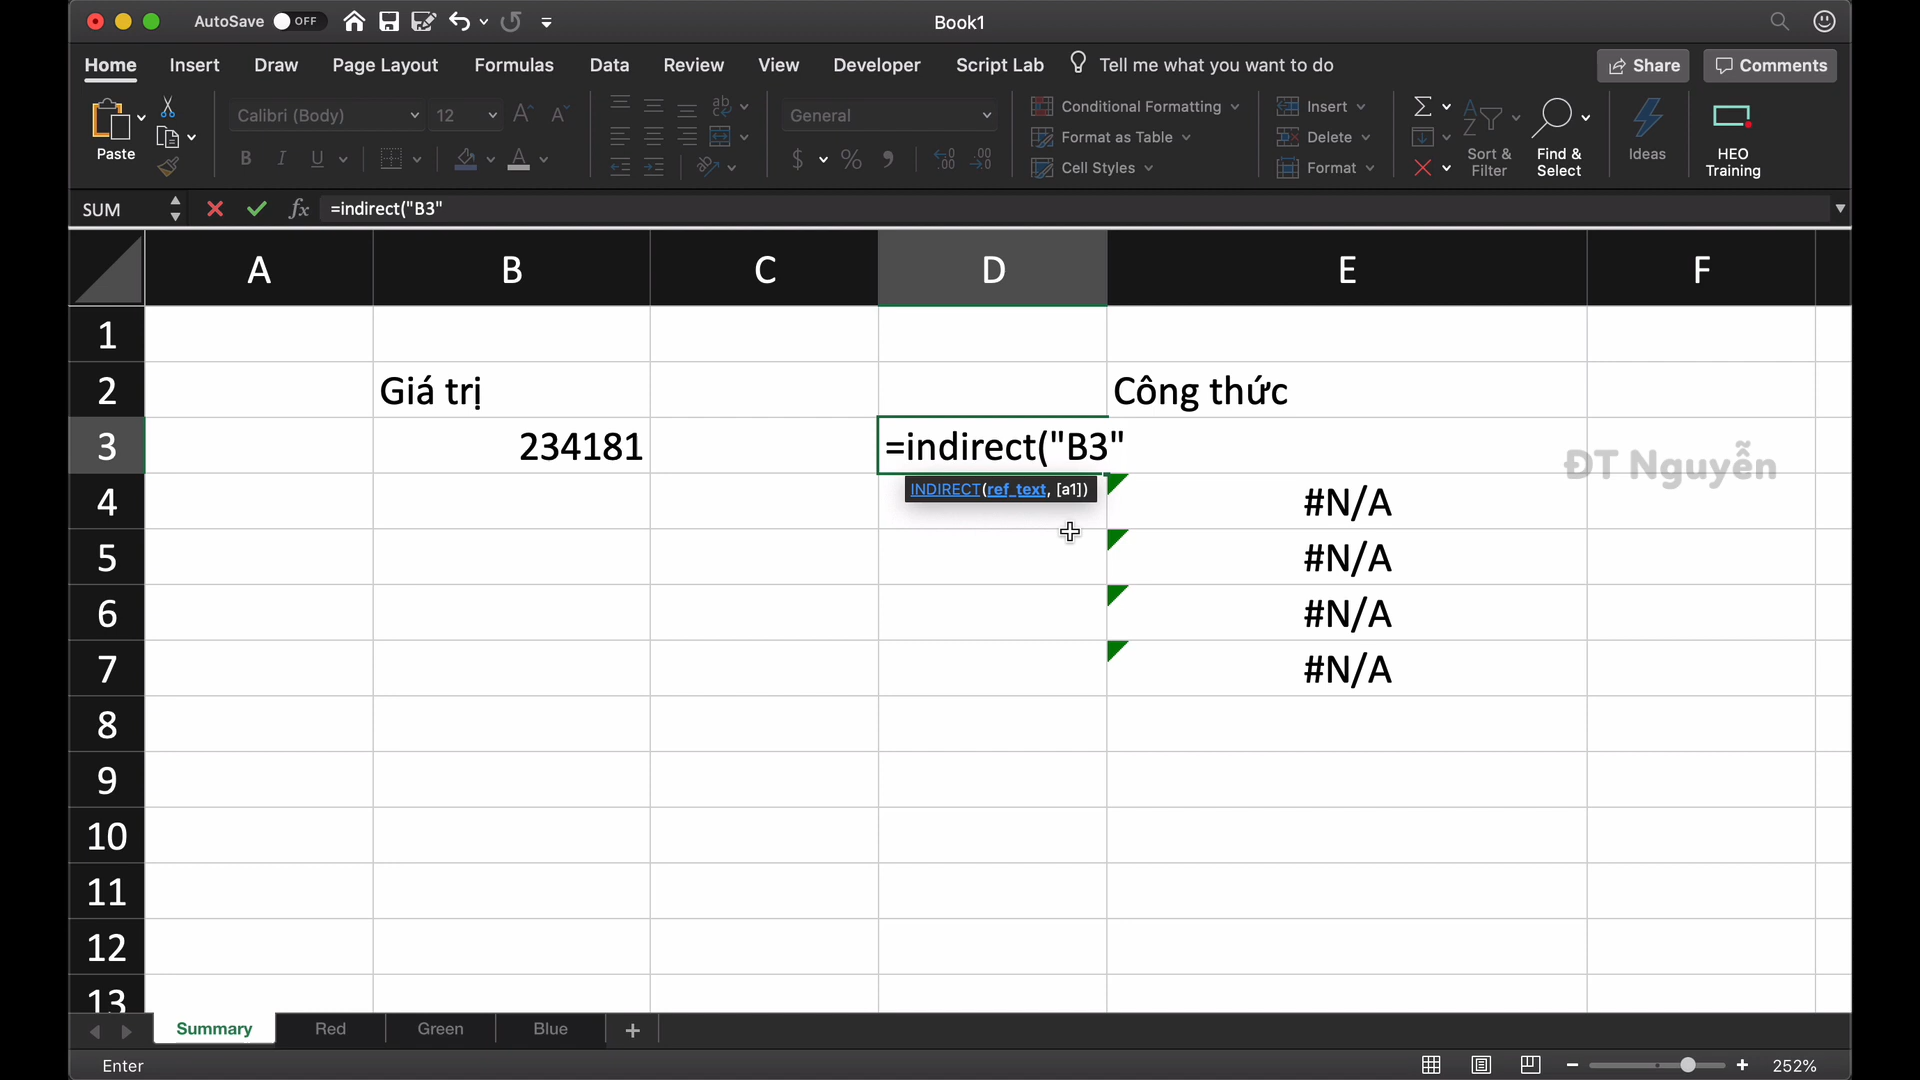 AutoSave OFF
Book1
Home Insert Draw Page Layout Formulas Data Review View Developer Script Lab Tell me what you want to do Share Comments
Paste
Calibri (Body) 12
B I U
General
$ % 
Conditional Formatting
Format as Table
Cell Styles
Insert
Delete
Format
Sort & Filter
Find & Select
Ideas
HEO Training
SUM fx =indirect("B3"
A B C D E F
1
2 Giá trị Công thức
3 234181 =indirect("B3"
ĐT Nguyễn
INDIRECT(ref_text, [a1])
4 #N/A
5 #N/A
6 #N/A
7 #N/A
8
9
10
11
12
13
Summary Red Green Blue
Enter 252%